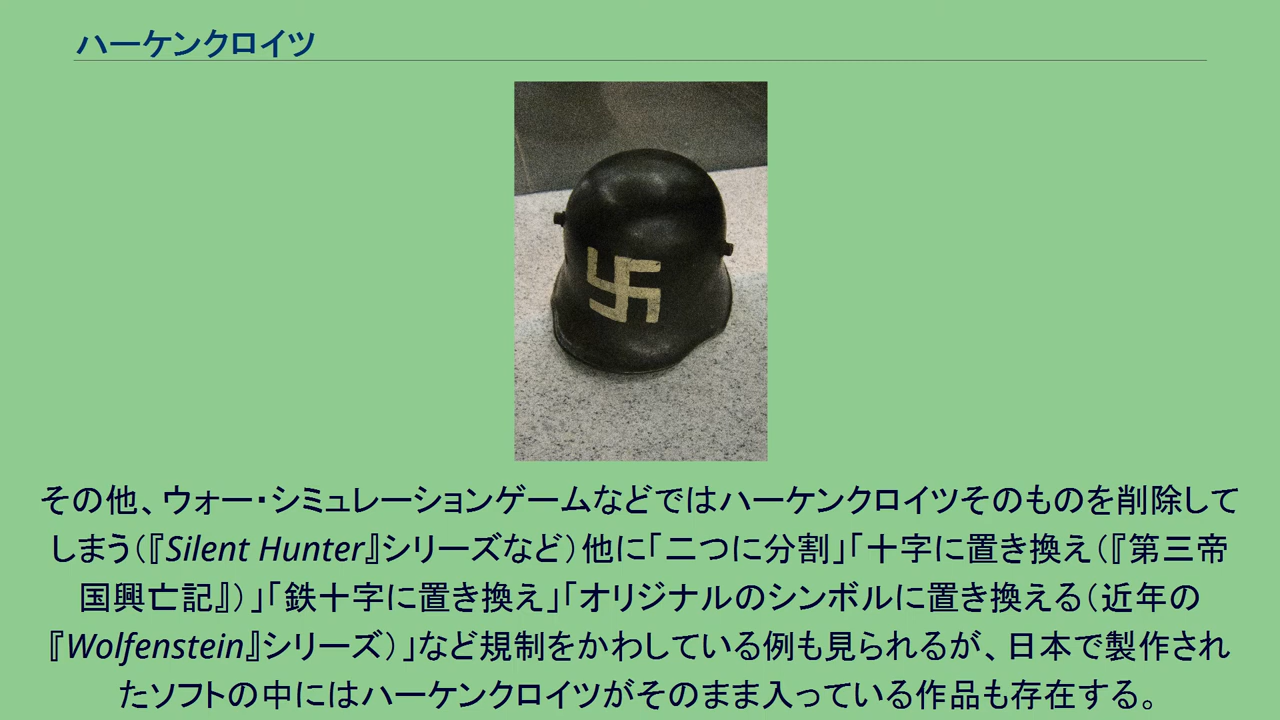 ハーケンクロイツ
その他、ウォー・シミュレーションゲームなどではハーケンクロイツそのものを削除して
しまう（『Silent Hunter』シリーズなど）他に「二つに分割」「十字に置き換え（『第三帝
国興亡記』）」「鉄十字に置き換え」「オリジナルのシンボルに置き換える（近年の
『Wolfenstein』シリーズ）」など規制をかわしている例も見られるが、日本で製作され
たソフトの中にはハーケンクロイツがそのまま入っている作品も存在する。